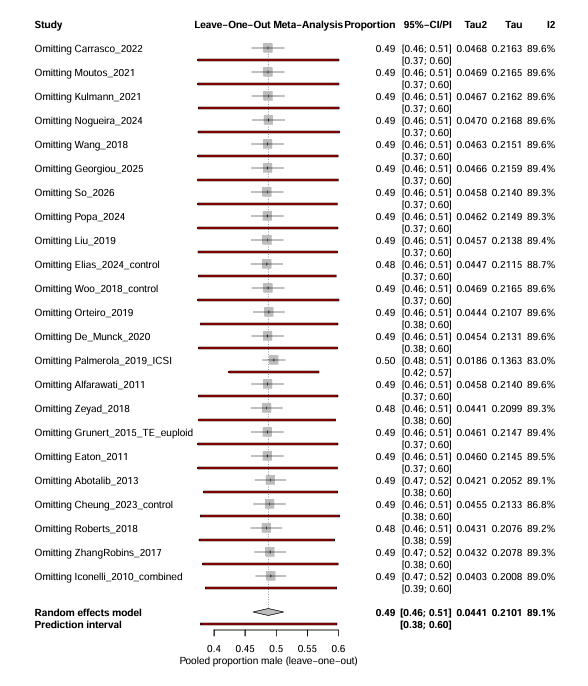 Study Leave−One−Out Meta−Analysis Proportion 95%−CI/PI Tau2 Tau I2
Omitting Carrasco_2022 0.49 [0.46; 0.51] 0.0468 0.2163 89.6%
[0.37; 0.60]
Omitting Moutos_2021 0.49 [0.46; 0.51] 0.0469 0.2165 89.6%
[0.37; 0.60]
Omitting Kulmann_2021 0.49 [0.46; 0.51] 0.0467 0.2162 89.6%
[0.37; 0.60]
Omitting Nogueira_2024 0.49 [0.46; 0.51] 0.0470 0.2168 89.6%
[0.37; 0.60]
Omitting Wang_2018 0.49 [0.46; 0.51] 0.0463 0.2151 89.6%
[0.37; 0.60]
Omitting Georgiou_2025 0.49 [0.46; 0.51] 0.0466 0.2159 89.6%
[0.37; 0.60]
Omitting So_2026 0.49 [0.46; 0.51] 0.0458 0.2140 89.3%
[0.37; 0.60]
Omitting Popa_2024 0.49 [0.46; 0.51] 0.0462 0.2149 89.3%
[0.37; 0.60]
Omitting Liu_2019 0.49 [0.46; 0.51] 0.0457 0.2138 89.4%
[0.37; 0.60]
Omitting Elias_2024_control 0.48 [0.46; 0.51] 0.0447 0.2115 88.7%
[0.37; 0.60]
Omitting Woo_2018_control 0.49 [0.46; 0.51] 0.0469 0.2165 89.6%
[0.37; 0.60]
Omitting Orteiro_2019 0.49 [0.46; 0.51] 0.0444 0.2107 89.6%
[0.38; 0.60]
Omitting De_Munck_2020 0.49 [0.46; 0.51] 0.0454 0.2131 89.6%
[0.38; 0.60]
Omitting Palmerola_2019_ICSI 0.50 [0.48; 0.51] 0.0186 0.1363 83.0%
[0.42; 0.57]
Omitting Alfarawati_2011 0.49 [0.46; 0.51] 0.0458 0.2140 89.6%
[0.37; 0.60]
Omitting Zeyad_2018 0.48 [0.46; 0.51] 0.0441 0.2099 89.3%
[0.38; 0.60]
Omitting Grunert_2015_TE_euploid 0.49 [0.46; 0.51] 0.0461 0.2147 89.4%
[0.37; 0.60]
Omitting Eaton_2011 0.49 [0.46; 0.51] 0.0460 0.2145 89.5%
[0.37; 0.60]
Omitting Abotalib_2013 0.49 [0.47; 0.52] 0.0421 0.2052 89.1%
[0.38; 0.60]
Omitting Cheung_2023_control 0.49 [0.46; 0.51] 0.0455 0.2133 86.8%
[0.38; 0.60]
Omitting Roberts_2018 0.48 [0.46; 0.51] 0.0431 0.2076 89.2%
[0.38; 0.59]
Omitting ZhangRobins_2017 0.49 [0.47; 0.52] 0.0432 0.2078 89.3%
[0.38; 0.60]
Omitting Iconelli_2010_combined 0.49 [0.47; 0.52] 0.0403 0.2008 89.0%
[0.39; 0.60]
Random effects model 0.49 [0.46; 0.51] 0.0441 0.2101 89.1%
Prediction interval [0.38; 0.60]
0.4 0.45 0.5 0.55 0.6
Pooled proportion male (leave−one−out)